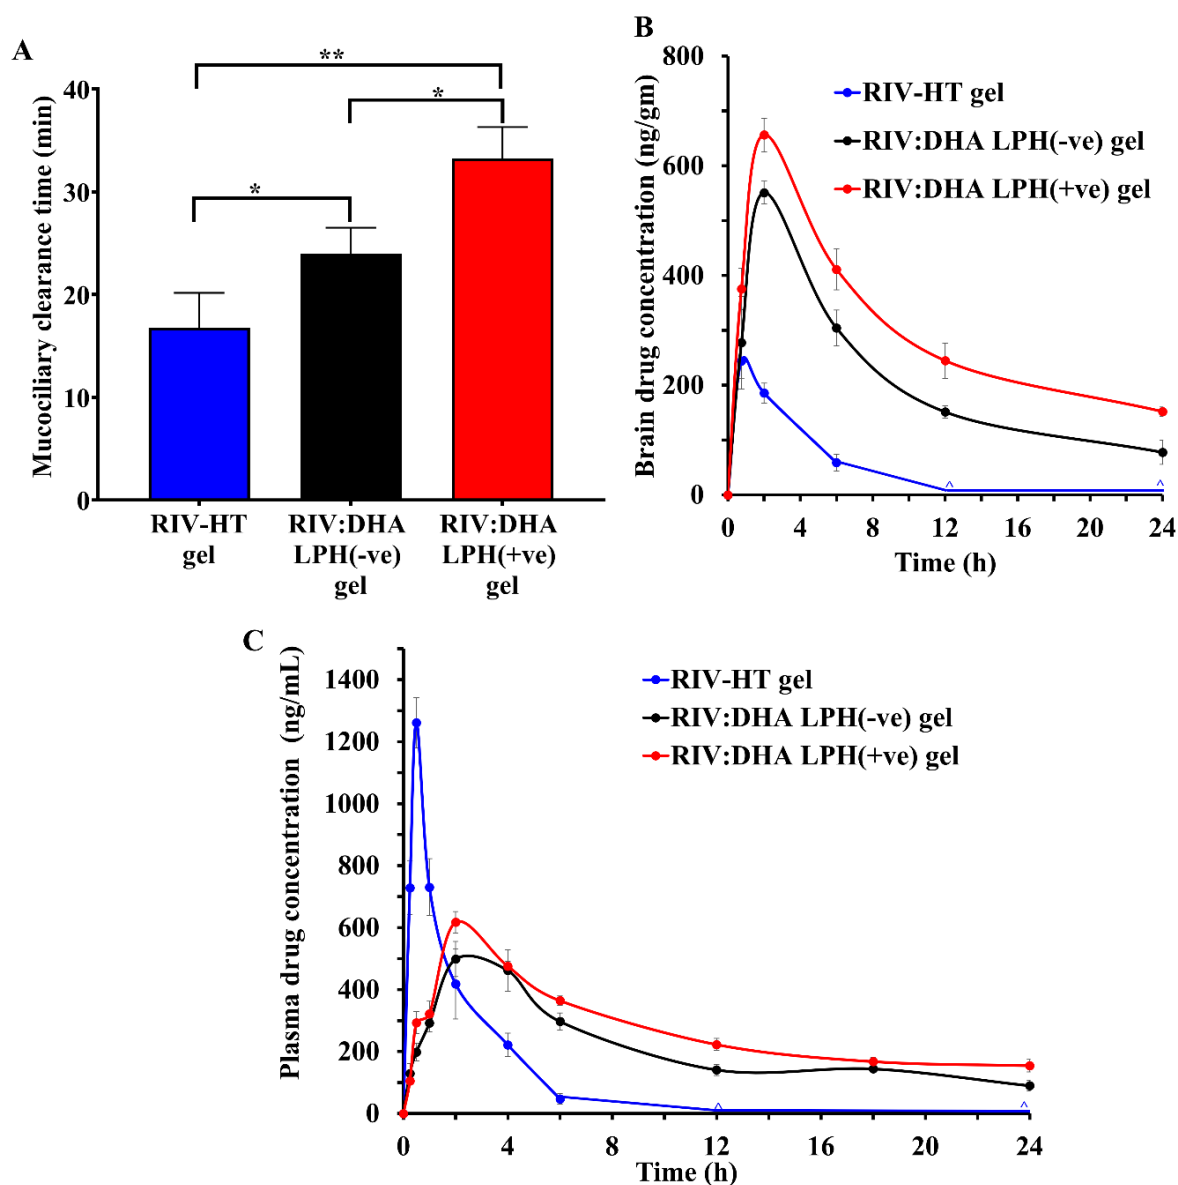 A
Mucociliary clearance time (min)
40
30
20
10
0
**
*
*
RIV-HT
gel
RIV:DHA
LPH(-ve)
gel
RIV:DHA
LPH(+ve)
gel
B
Brain drug concentration (ng/gm)
800
600
400
200
0
RIV-HT gel
RIV:DHA LPH(-ve) gel
RIV:DHA LPH(+ve) gel
^
^
0 4 8 12 16 20 24
Time (h)
C
Plasma drug concentration (ng/mL)
1400
1200
1000
800
600
400
200
0
RIV-HT gel
RIV:DHA LPH(-ve) gel
RIV:DHA LPH(+ve) gel
^
^
0 4 8 12 16 20 24
Time (h)